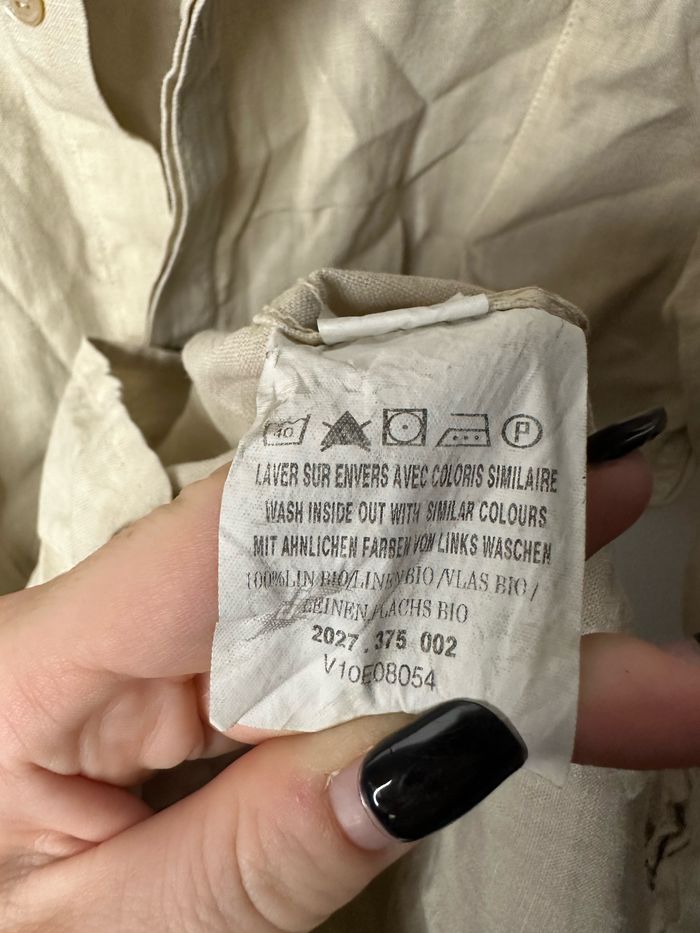 40 P
LAVER SUR ENVERS AVEC COLORIS SIMILAIRE
WASH INSIDE OUT WITH SIMILAR COLOURS
MIT AHNLICHEN FARBEN VON LINKS WASCHEN
100%LIN BIO/LINEN BIO /VLAS BIO /
LEINEN FLACHS BIO
2027.375 002
V10E08054